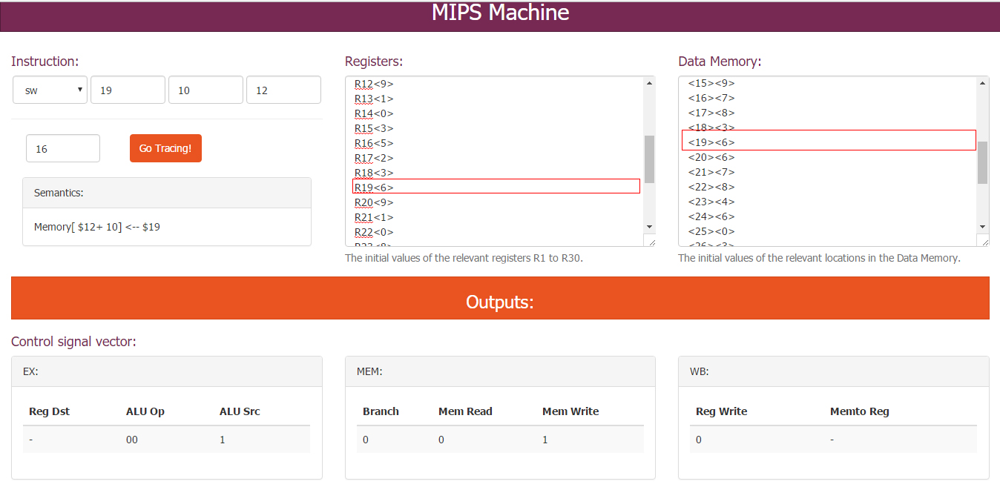 MIPS Machine
Instruction:
sw 19 10 12
16 Go Tracing!
Semantics:
Memory[ $12+ 10] <-- $19
Registers:
R12<9>
R13<1>
R14<0>
R15<3>
R16<5>
R17<2>
R18<3>
R19<6>
R20<9>
R21<1>
R22<0>
The initial values of the relevant registers R1 to R30.
Data Memory:
<15><9>
<16><7>
<17><8>
<18><3>
<19><6>
<20><6>
<21><7>
<22><8>
<23><4>
<24><6>
<25><0>
The initial values of the relevant locations in the Data Memory.
Outputs:
Control signal vector:
EX:
Reg Dst ALU Op ALU Src
- 00 1
MEM:
Branch Mem Read Mem Write
0 0 1
WB:
Reg Write Memto Reg
0 -